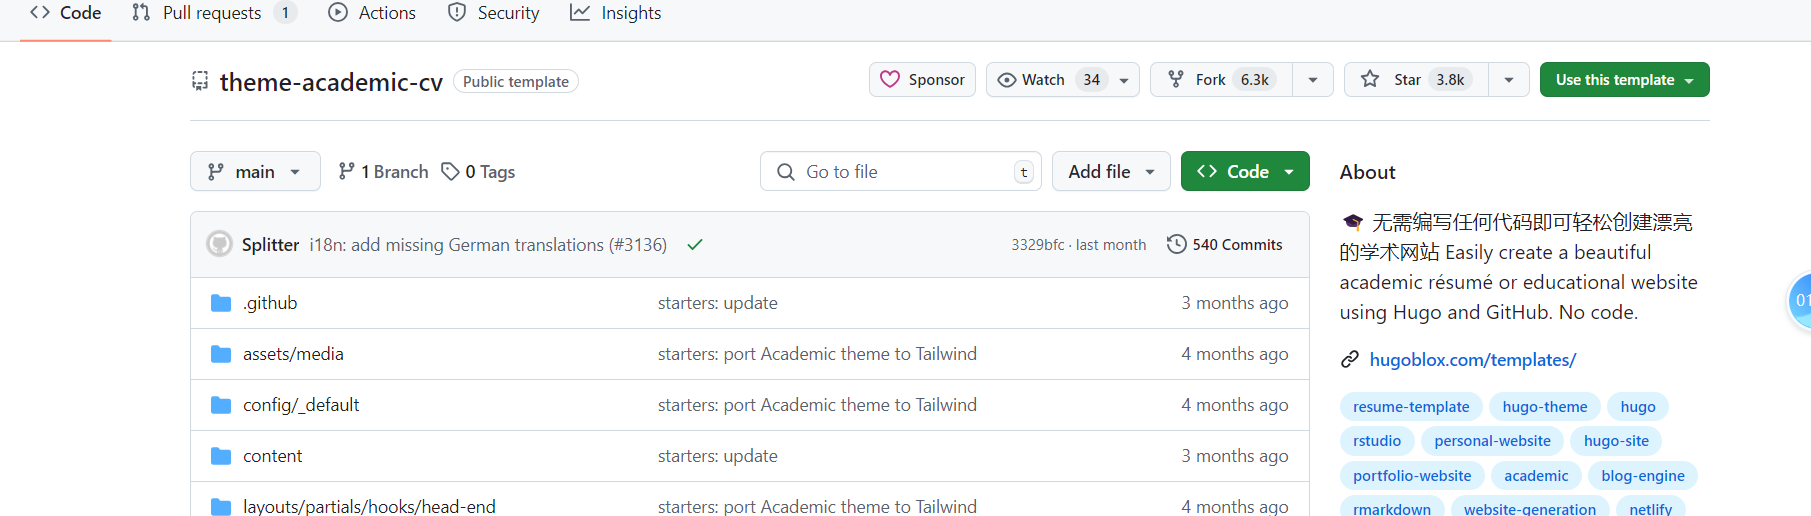 Code Pull requests 1 Actions Security Insights
theme-academic-cv Public template Sponsor Watch 34 Fork 6.3k Star 3.8k Use this template
main 1 Branch 0 Tags Go to file t Add file Code
Splitter i18n: add missing German translations (#3136) 3329bfc · last month 540 Commits
.github starters: update 3 months ago
assets/media starters: port Academic theme to Tailwind 4 months ago
config/_default starters: port Academic theme to Tailwind 4 months ago
content starters: update 3 months ago
layouts/partials/hooks/head-end starters: port Academic theme to Tailwind 4 months ago
About
🎓 无需编写任何代码即可轻松创建漂亮
的学术网站 Easily create a beautiful
academic résumé or educational website
using Hugo and GitHub. No code.
hugoblox.com/templates/
resume-template hugo-theme hugo
rstudio personal-website hugo-site
portfolio-website academic blog-engine
rmarkdown website-generation netlify